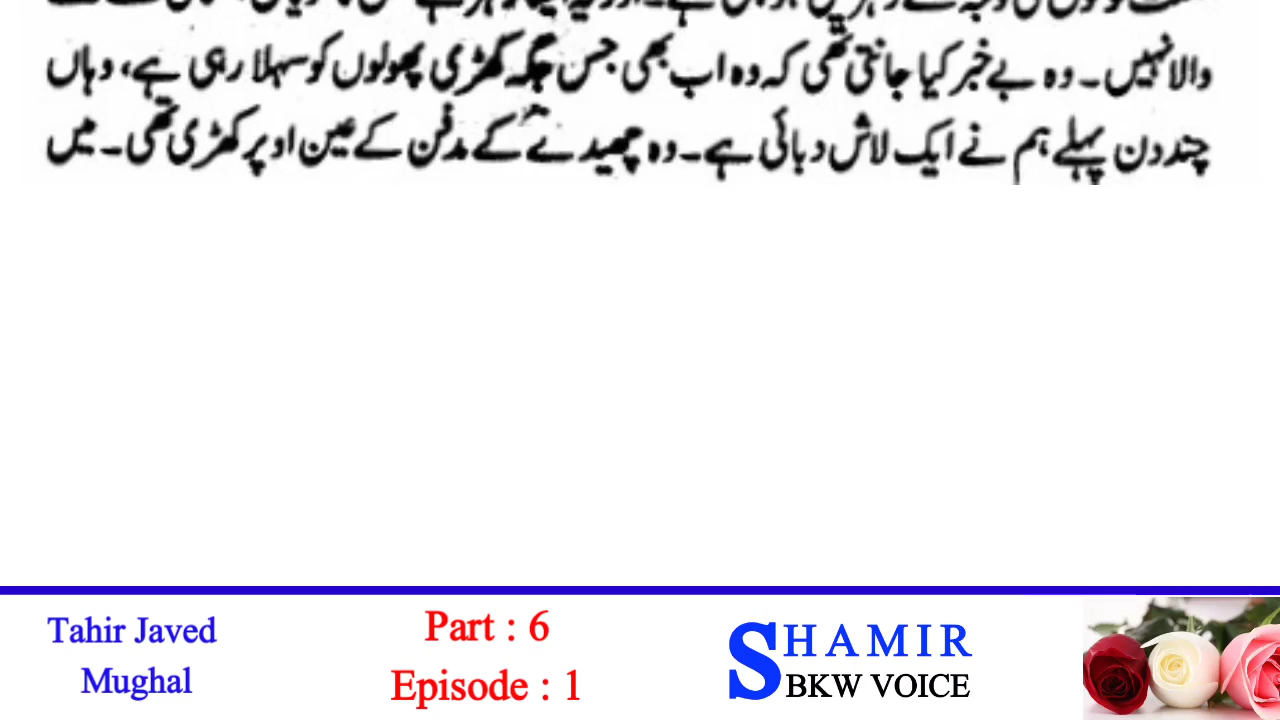 والا نہیں۔ وہ بے خبر کیا جانتی تھی کہ وہ اب بھی جس جگہ کھڑی پھولوں کو سہلا رہی ہے، وہاں
چند دن پہلے ہم نے ایک لاش دبائی ہے۔ وہ چھیدے کے مدفن کے عین اوپر کھڑی تھی۔ میں
Tahir Javed
Mughal
Part : 6
Episode : 1
SHAMIR
BKW VOICE